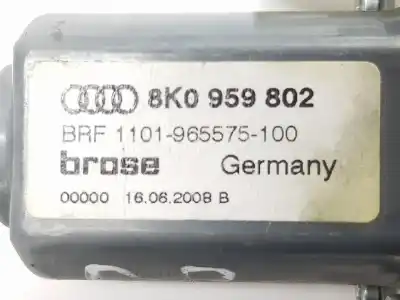 8K0 959 802
BRF 1101-965575-100
brose Germany
00000 16.06.2008 B